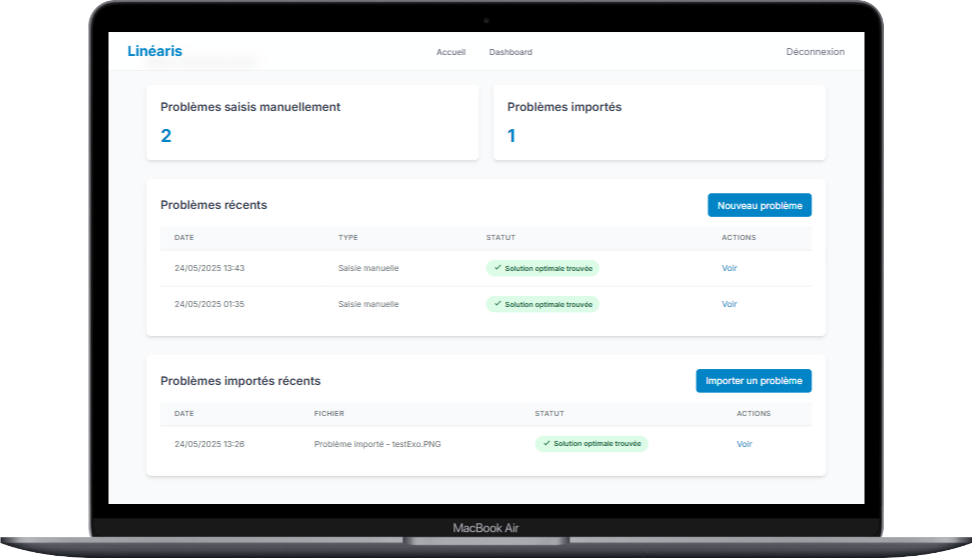 Linéaris Accueil Dashboard Déconnexion
Problèmes saisis manuellement Problèmes importés
2 1
Problèmes récents Nouveau problème
DATE TYPE STATUT ACTIONS
24/05/2025 13:43 Saisie manuelle Solution optimale trouvée Voir
24/05/2025 01:35 Saisie manuelle Solution optimale trouvée Voir
Problèmes importés récents Importer un problème
DATE FICHIER STATUT ACTIONS
24/05/2025 13:26 Problème importé - testExo.PNG Solution optimale trouvée Voir
MacBook Air